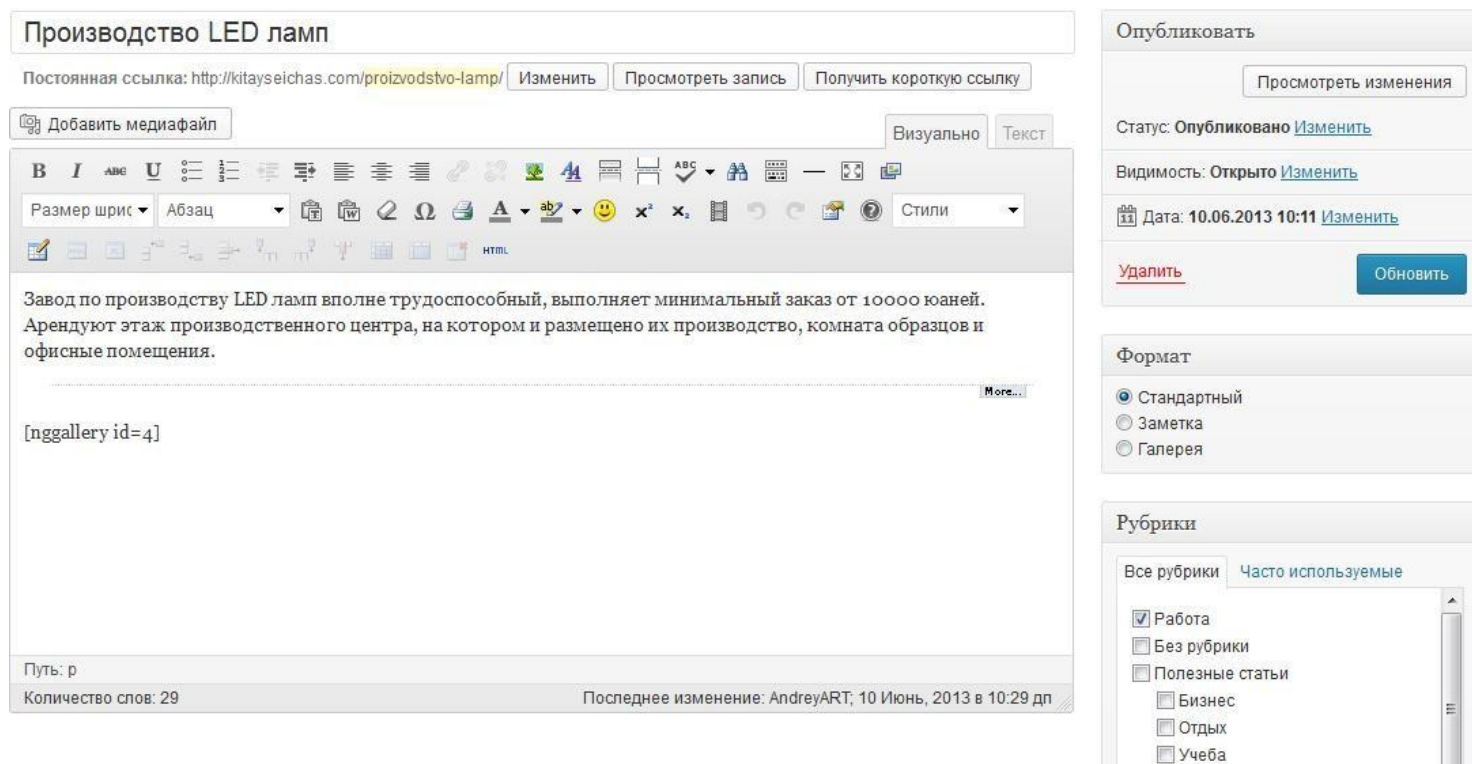 Производство LED ламп
Постоянная ссылка: http://kitayseichas.com/proizvodstvo-lamp/ Изменить Просмотреть запись Получить короткую ссылку
Добавить медиафайл
Визуально Текст
B I ABC U ABC
Размер шриф Абзац Стили
HTML
Завод по производству LED ламп вполне трудоспособный, выполняет минимальный заказ от 10000 юаней.
Арендуют этаж производственного центра, на котором и размещено их производство, комната образцов и
офисные помещения.
More...
[nggallery id=4]
Путь: p
Количество слов: 29 Последнее изменение: AndreyART; 10 Июнь, 2013 в 10:29 дп
Опубликовать
Просмотреть изменения
Статус: Опубликовано Изменить
Видимость: Открыто Изменить
Дата: 10.06.2013 10:11 Изменить
Удалить Обновить
Формат
Стандартный
Заметка
Галерея
Рубрики
Все рубрики Часто используемые
Работа
Без рубрики
Полезные статьи
Бизнес
Отдых
Учеба